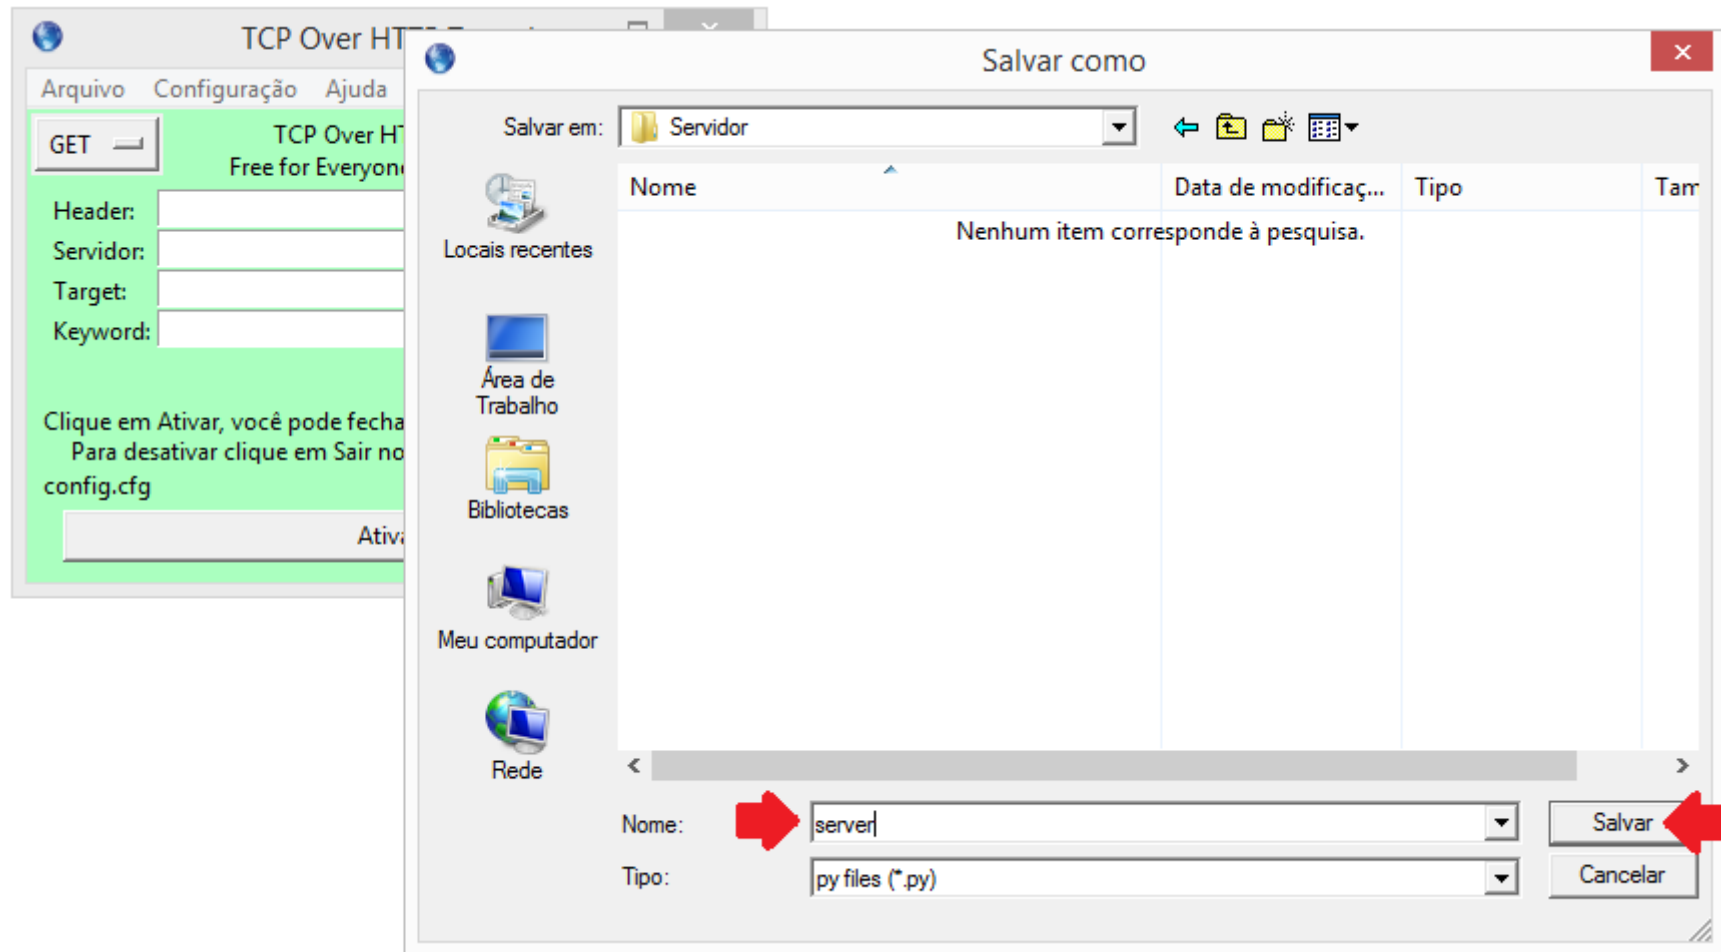 TCP Over HT
Arquivo Configuração Ajuda
GET
TCP Over HT
Free for Everyon
Header:
Servidor:
Target:
Keyword:
Clique em Ativar, você pode fecha
Para desativar clique em Sair no
config.cfg
Ativ
Salvar como
Salvar em: Servidor
Nome Data de modificaç... Tipo Tam
Nenhum item corresponde à pesquisa.
Locais recentes
Área de
Trabalho
Bibliotecas
Meu computador
Rede
Nome: server Salvar
Tipo: py files (*.py) Cancelar